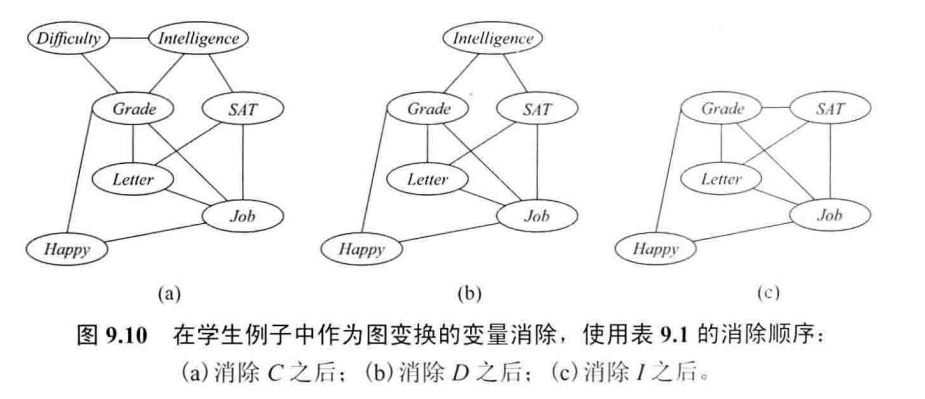 Difficulty Intelligence Intelligence
Grade SAT Grade SAT Grade SAT
Letter Letter Letter
Job Job Job
Happy Happy Happy
(a) (b) (c)
图 9.10 在学生例子中作为图变换的变量消除，使用表 9.1 的消除顺序：
(a)消除 C 之后；(b)消除 D 之后；(c)消除 I 之后。